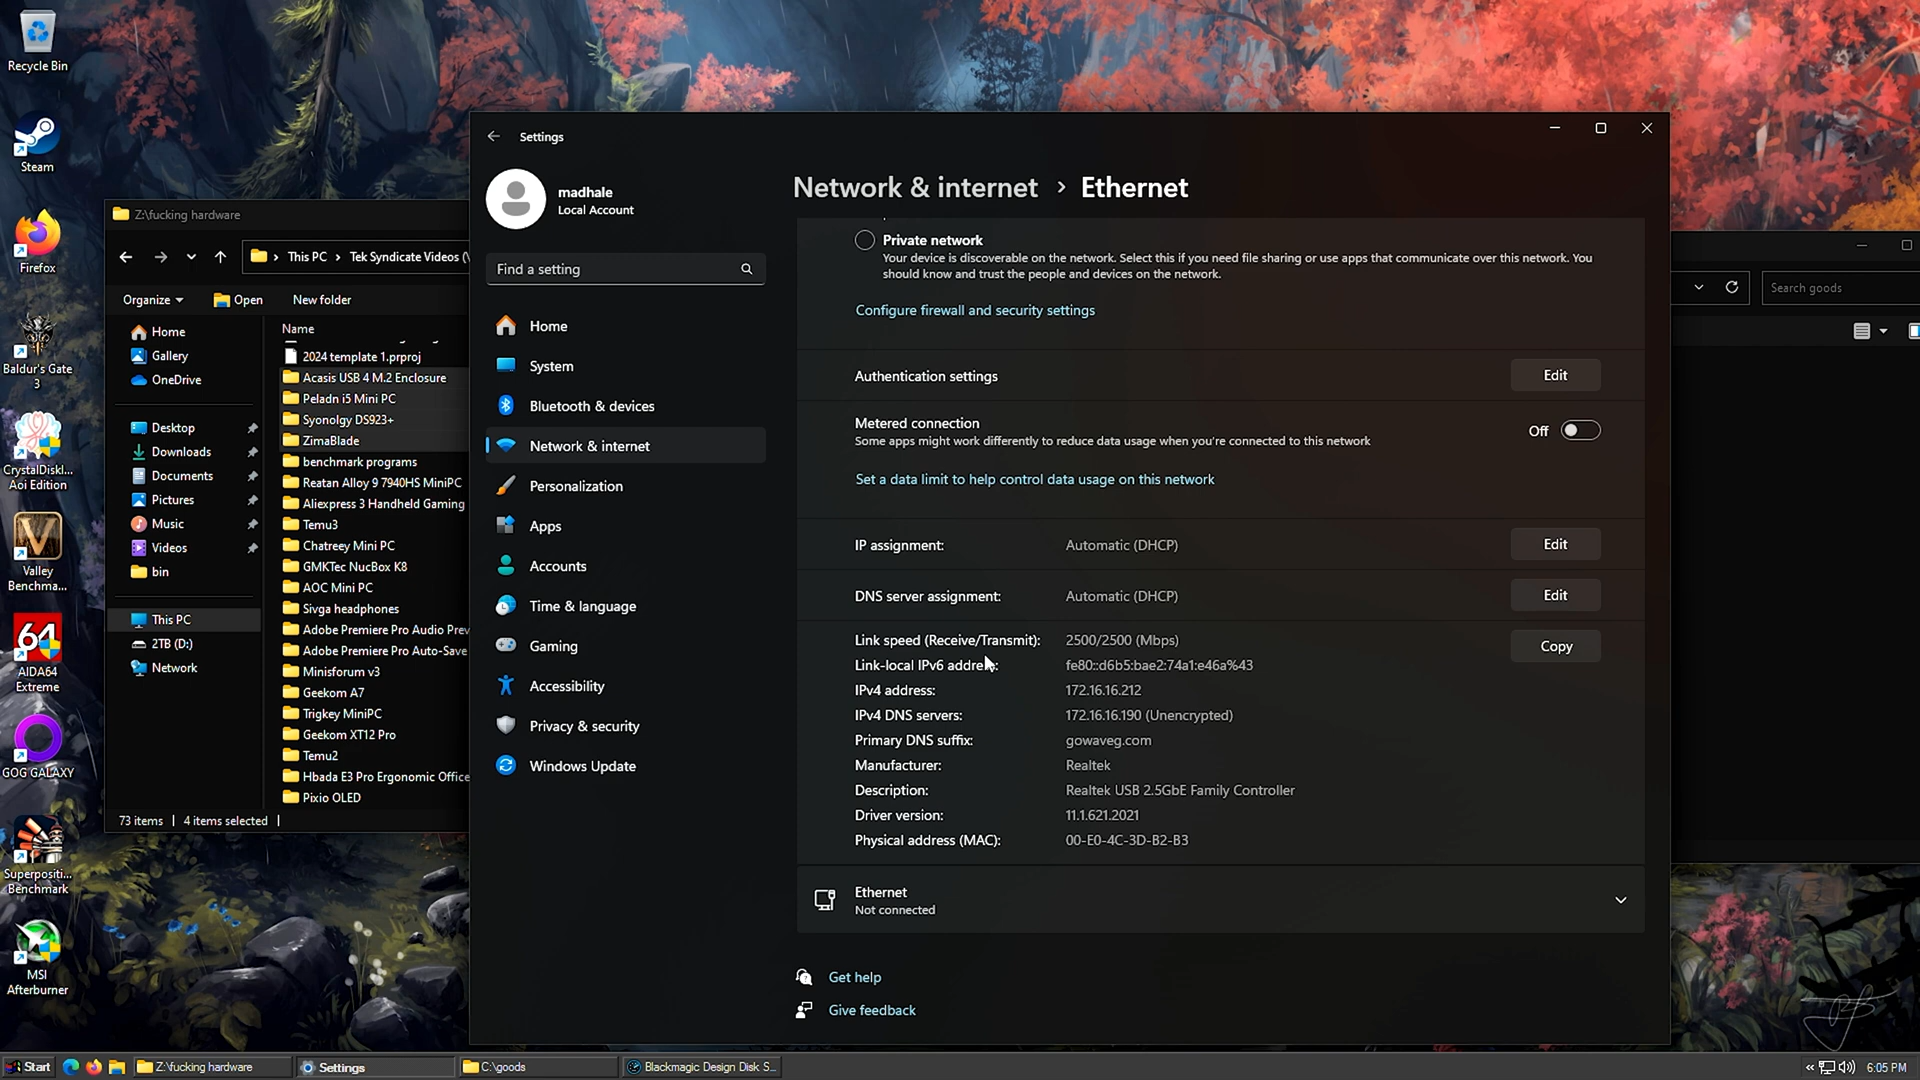 Recycle Bin
Steam
Firefox
Baldur's Gate
3
CrystalDiskI...
Aoi Edition
Valley
Benchma...
64
AIDA64
Extreme
GOG GALAXY
Superpositi...
Benchmark
MSI
Afterburner
Z:\fucking hardware
This PC > Tek Syndicate Videos (\
Organize
Open
New folder
Home
Gallery
OneDrive
Desktop
Downloads
Documents
Pictures
Music
Videos
bin
This PC
2TB (D:)
Network
Name
2024 template 1.prproj
Acasis USB 4 M.2 Enclosure
Peladn i5 Mini PC
Syonolgy DS923+
ZimaBlade
benchmark programs
Reatan Alloy 9 7940HS MiniPC
Aliexpress 3 Handheld Gaming
Temu3
Chatreey Mini PC
GMKTec NucBox K8
AOC Mini PC
Sivga headphones
Adobe Premiere Pro Audio Prev
Adobe Premiere Pro Auto-Save
Minisforum v3
Geekom A7
Trigkey MiniPC
Geekom XT12 Pro
Temu2
Hbada E3 Pro Ergonomic Office
Pixio OLED
73 items | 4 items selected |
Settings
madhale
Local Account
Find a setting
Home
System
Bluetooth & devices
Network & internet
Personalization
Apps
Accounts
Time & language
Gaming
Accessibility
Privacy & security
Windows Update
Network & internet > Ethernet
Private network
Your device is discoverable on the network. Select this if you need file sharing or use apps that communicate over this network. You
should know and trust the people and devices on the network.
Configure firewall and security settings
Authentication settings
Edit
Metered connection
Some apps might work differently to reduce data usage when you're connected to this network
Off
Set a data limit to help control data usage on this network
IP assignment: Automatic (DHCP)
Edit
DNS server assignment: Automatic (DHCP)
Edit
Link speed (Receive/Transmit): 2500/2500 (Mbps)
Copy
Link-local IPv6 address: fe80::d6b5:bae2:74a1:e46a%43
IPv4 address: 172.16.16.212
IPv4 DNS servers: 172.16.16.190 (Unencrypted)
Primary DNS suffix: gowaveg.com
Manufacturer: Realtek
Description: Realtek USB 2.5GbE Family Controller
Driver version: 11.1.621.2021
Physical address (MAC): 00-E0-4C-3D-B2-B3
Ethernet
Not connected
Get help
Give feedback
Search goods
Start
Z:\fucking hardware
Settings
C:\goods
Blackmagic Design Disk S...
6:05 PM